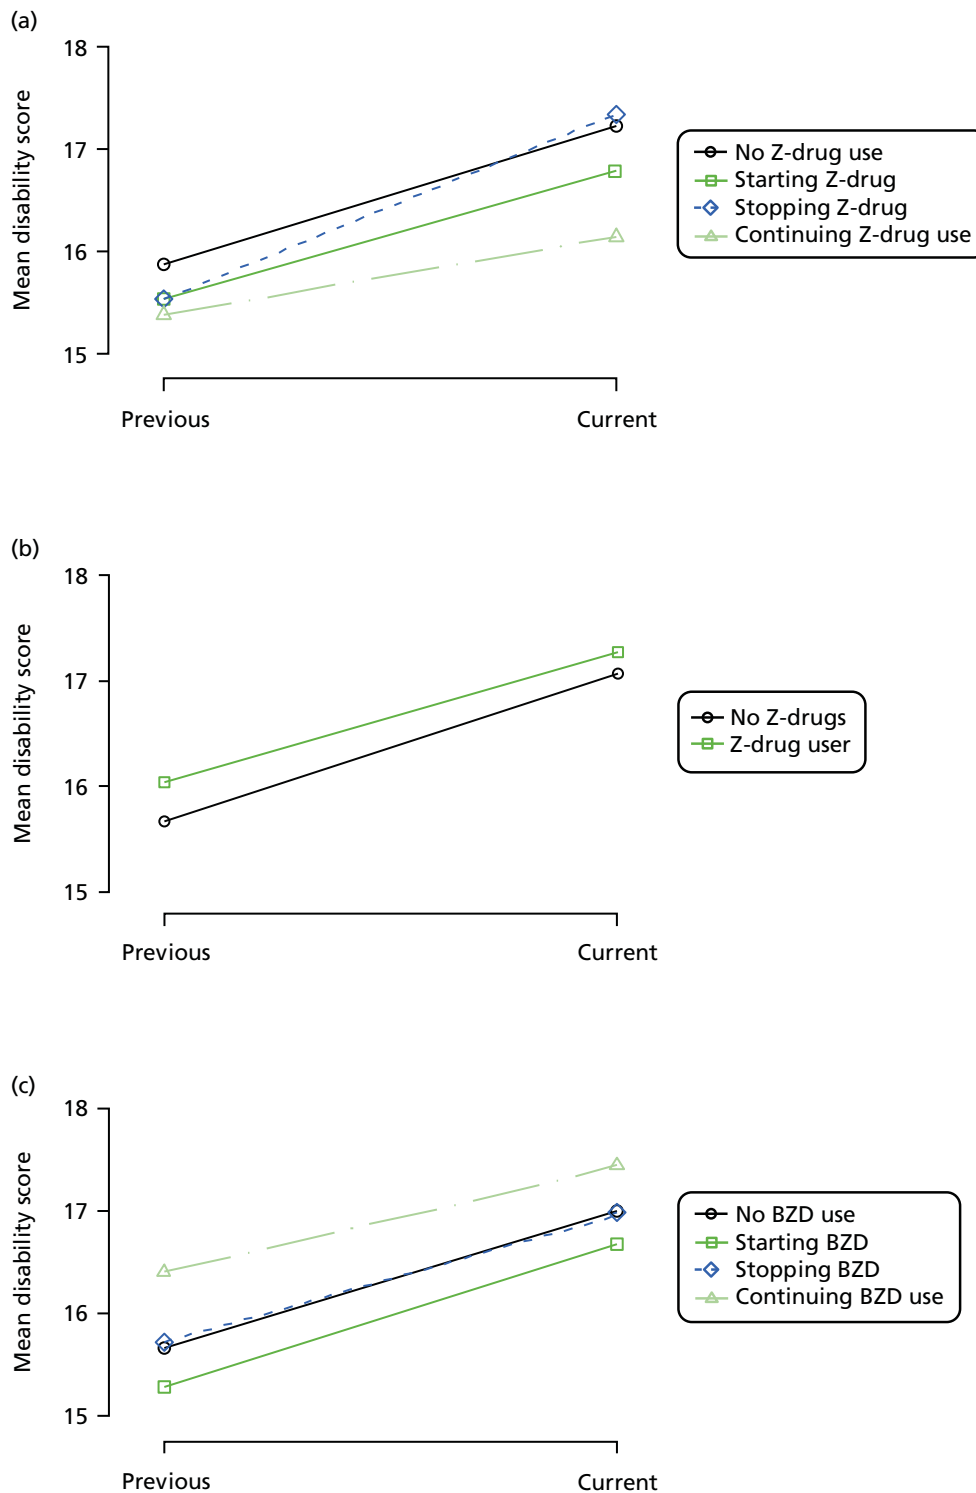 (a)
18
17
16
15
Mean disability score
Previous
Current
No Z-drug use
Starting Z-drug
Stopping Z-drug
Continuing Z-drug use
(b)
18
17
16
15
Mean disability score
Previous
Current
No Z-drugs
Z-drug user
(c)
18
17
16
15
Mean disability score
Previous
Current
No BZD use
Starting BZD
Stopping BZD
Continuing BZD use